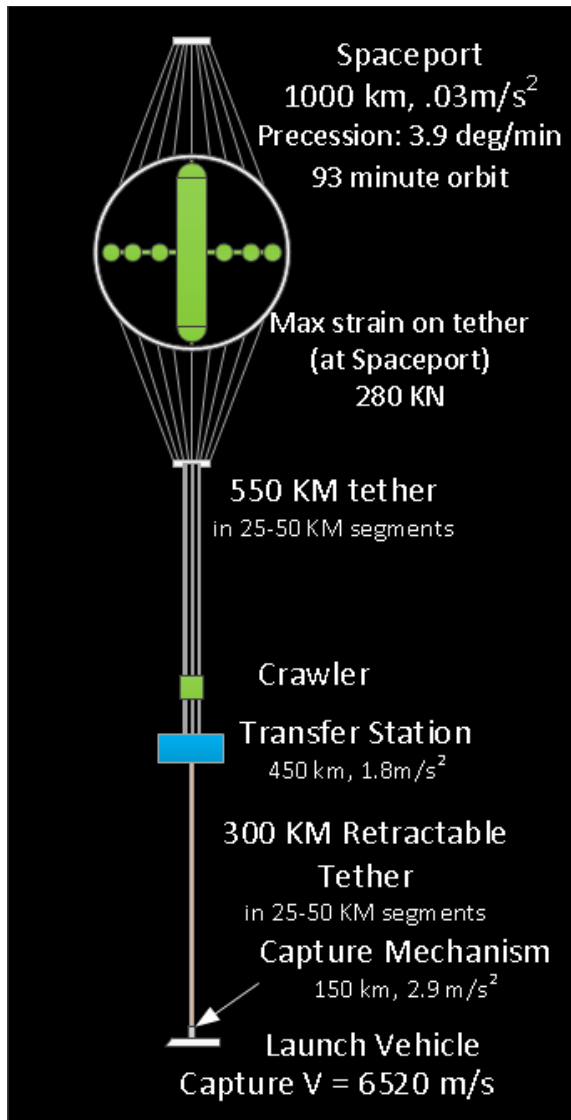 Spaceport
1000 km, .03m/s²
Precession: 3.9 deg/min
93 minute orbit
Max strain on tether
(at Spaceport)
280 KN
550 KM tether
in 25-50 KM segments
Crawler
Transfer Station
450 km, 1.8m/s²
300 KM Retractable
Tether
in 25-50 KM segments
Capture Mechanism
150 km, 2.9 m/s²
Launch Vehicle
Capture V = 6520 m/s